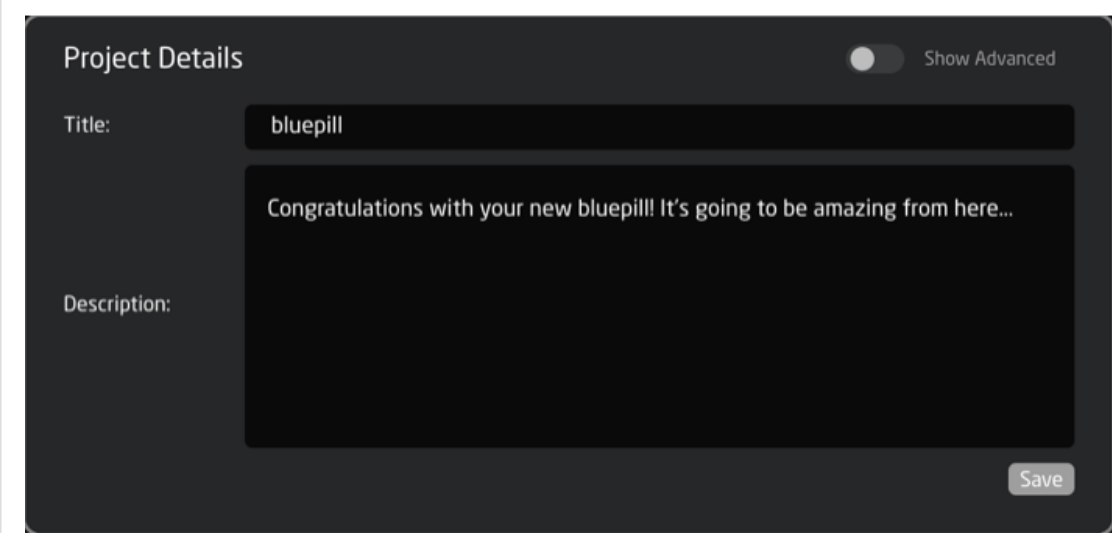 Project Details
Show Advanced
Title:
bluepill
Congratulations with your new bluepill! It's going to be amazing from here...
Description:
Save